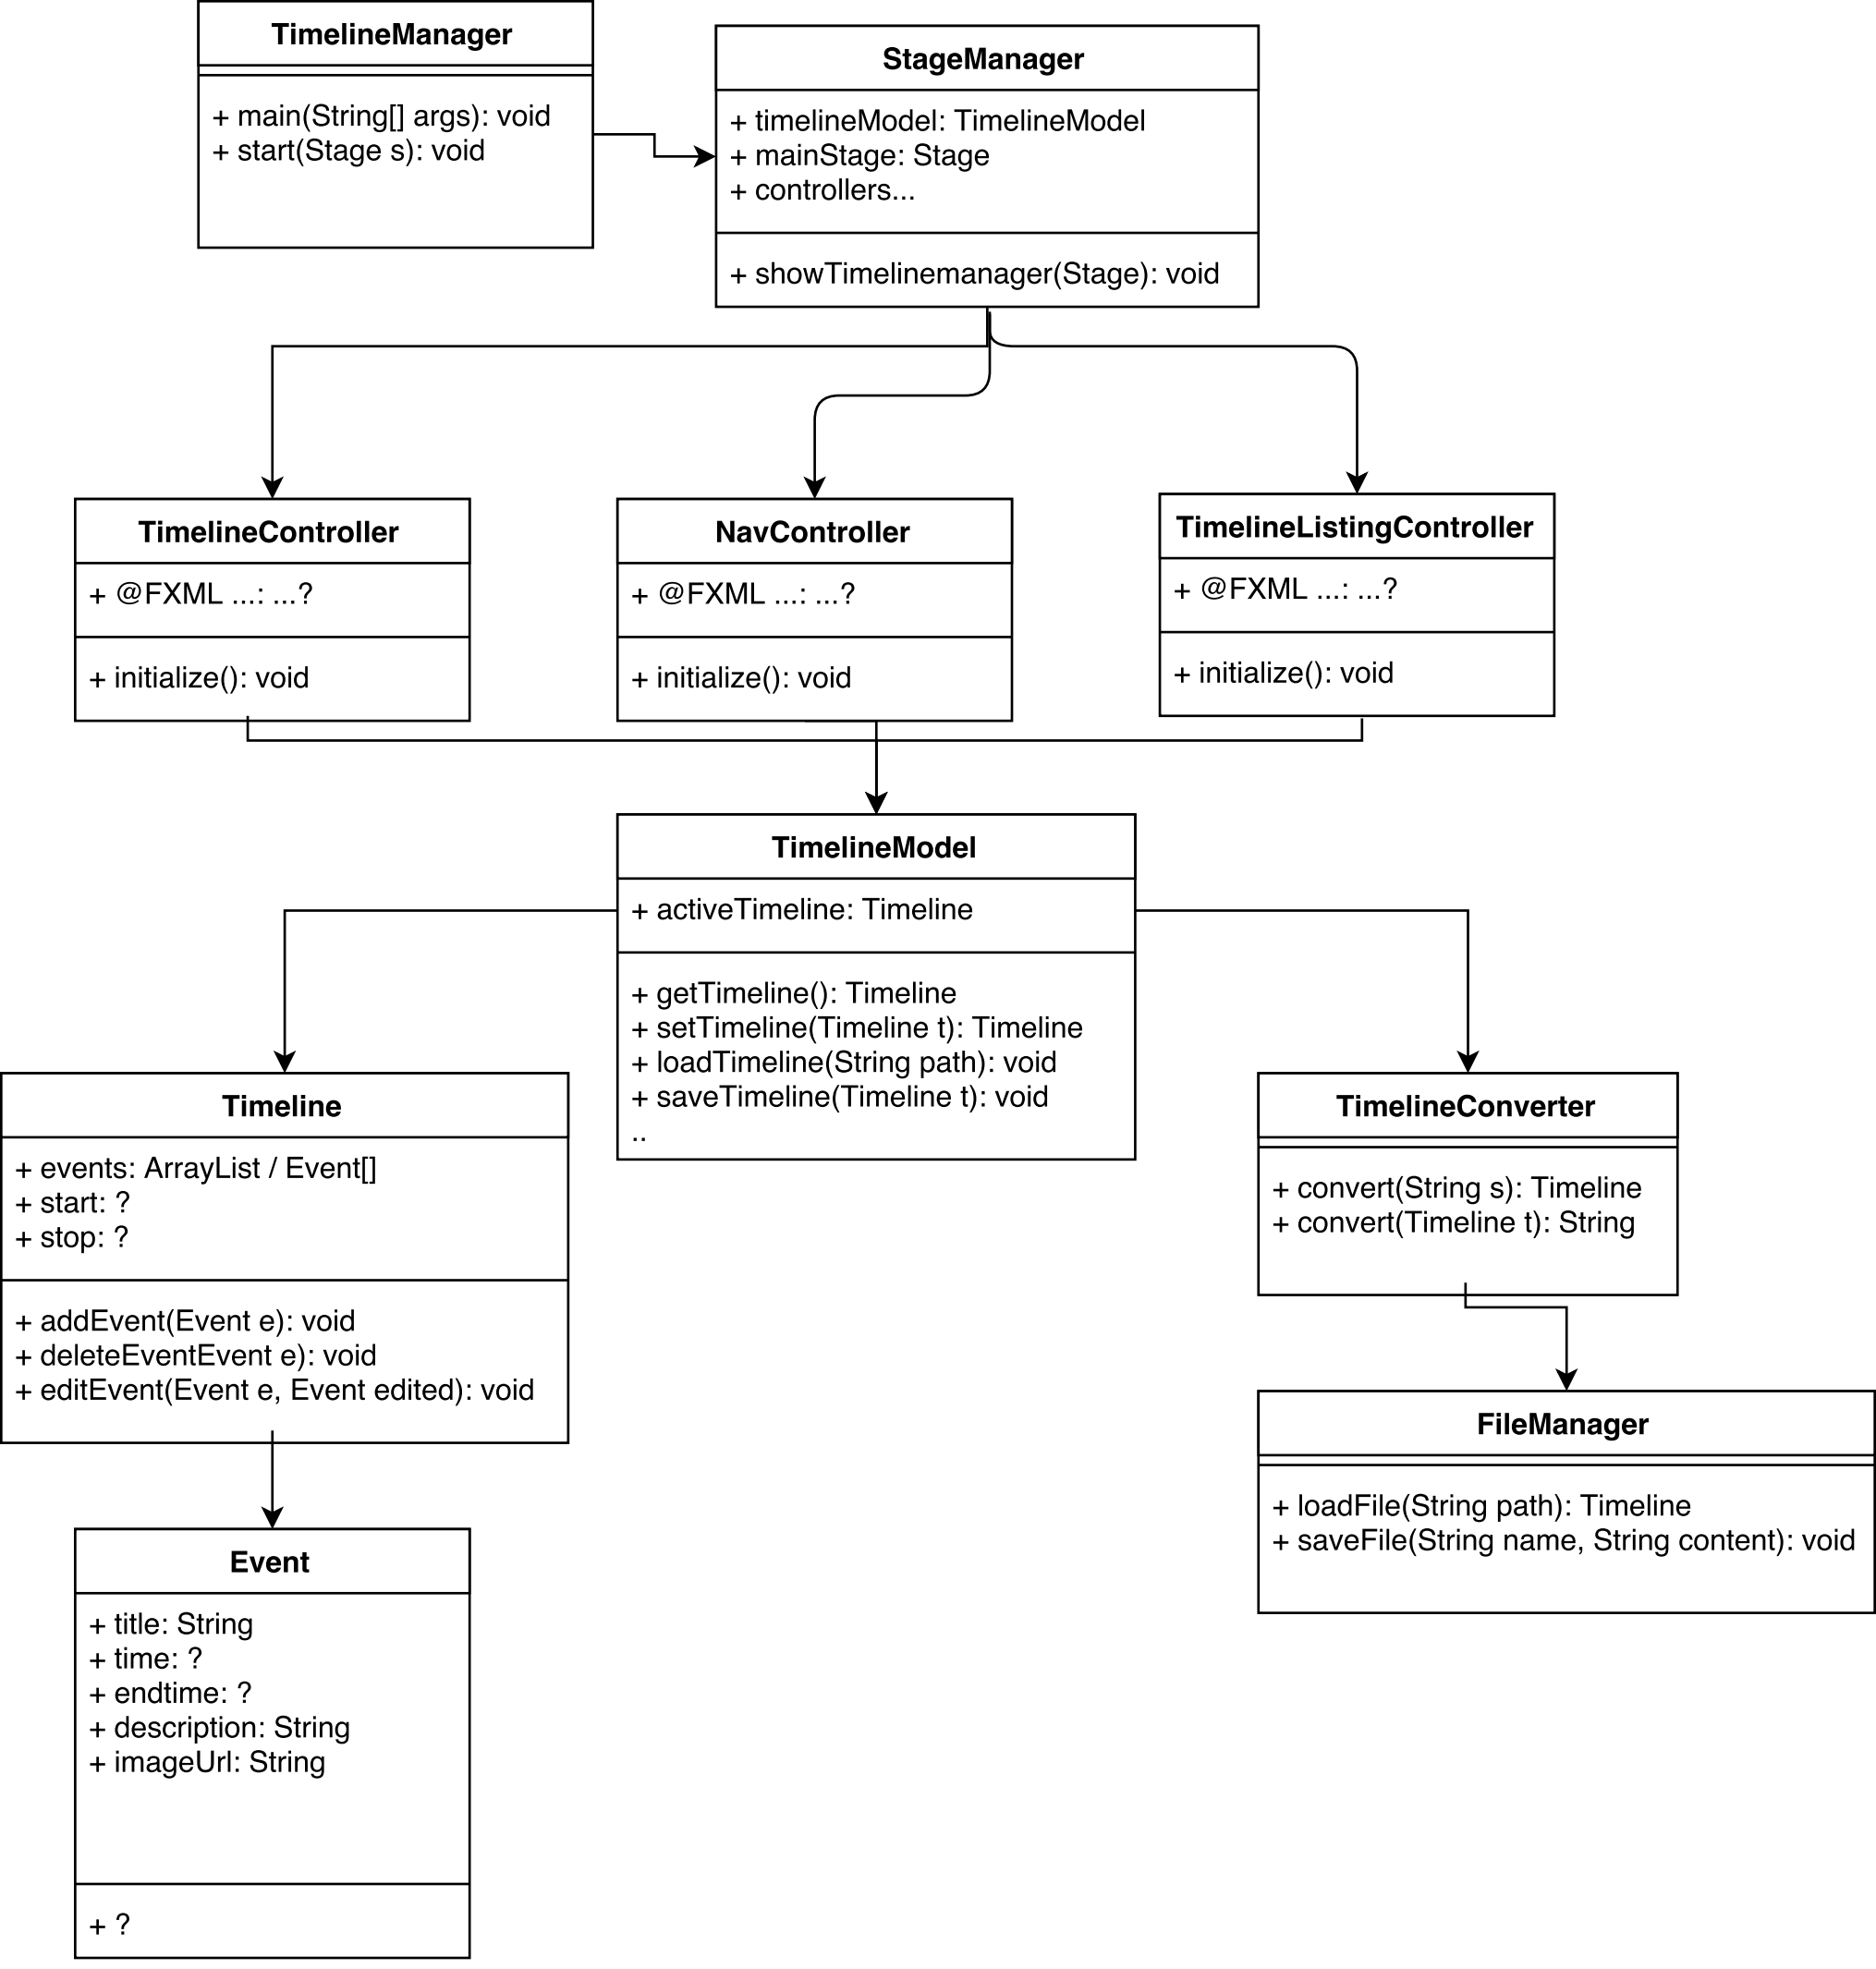 TimelineManager
+ main(String[] args): void
+ start(Stage s): void
StageManager
+ timelineModel: TimelineModel
+ mainStage: Stage
+ controllers...
+ showTimelinemanager(Stage): void
TimelineController
+ @FXML ...: ...?
+ initialize(): void
NavController
+ @FXML ...: ...?
+ initialize(): void
TimelineListingController
+ @FXML ...: ...?
+ initialize(): void
TimelineModel
+ activeTimeline: Timeline
+ getTimeline(): Timeline
+ setTimeline(Timeline t): Timeline
+ loadTimeline(String path): void
+ saveTimeline(Timeline t): void
..
Timeline
+ events: ArrayList / Event[]
+ start: ?
+ stop: ?
+ addEvent(Event e): void
+ deleteEventEvent e): void
+ editEvent(Event e, Event edited): void
TimelineConverter
+ convert(String s): Timeline
+ convert(Timeline t): String
FileManager
+ loadFile(String path): Timeline
+ saveFile(String name, String content): void
Event
+ title: String
+ time: ?
+ endtime: ?
+ description: String
+ imageUrl: String
+ ?